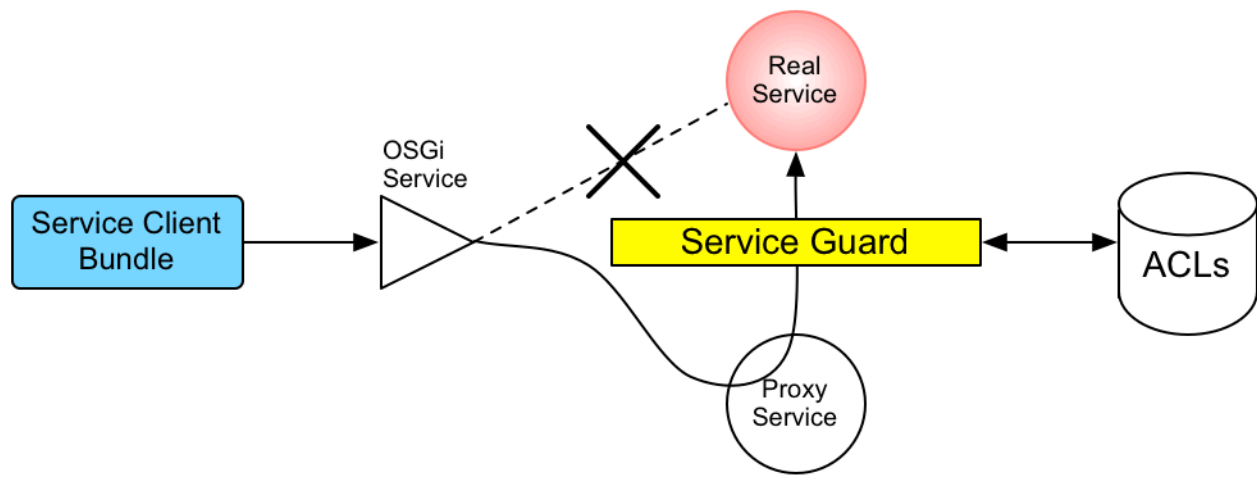 Real
Service
OSGi
Service
Service Client
Bundle
Service Guard
ACLs
Proxy
Service